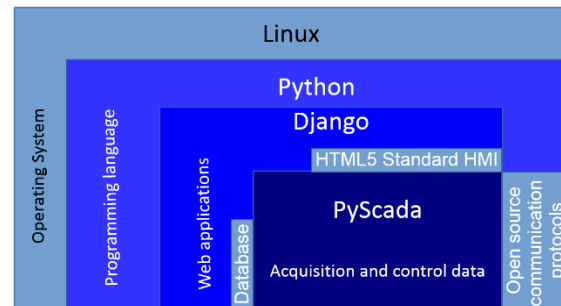 Linux
Operating System
Python
Programming language
Django
Web applications
HTML5 Standard HMI
Database
PyScada
Acquisition and control data
Open source
communication
protocols